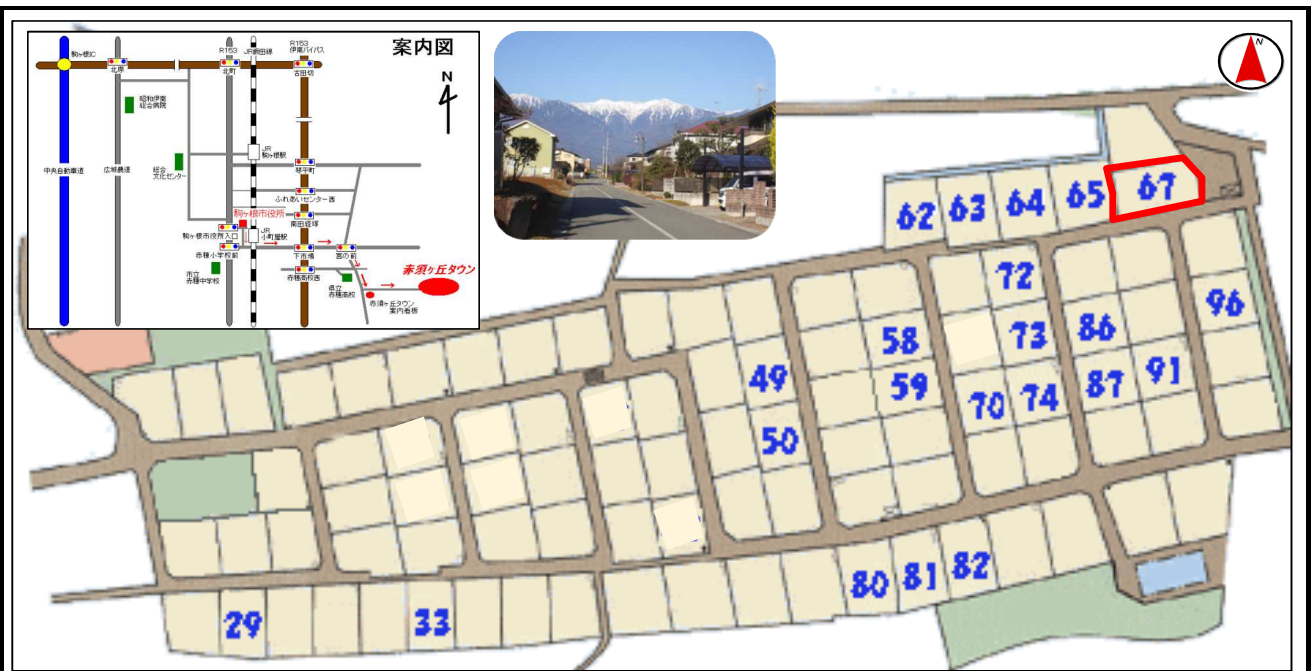 案内図
N
N
駒ヶ根IC
R153
JR飯田線
R153
伊南バイパス
北原
北町
古田切
昭和伊南
総合病院
JR
駒ヶ根駅
中央自動車道
広域農道
総合
文化センター
琴平町
ふれあいセンター西
駒ヶ根市役所
南田経塚
駒ヶ根市役所入口
JR
小町屋駅
赤穂小学校前
下市場
宮の前
市立
赤穂中学校
赤穂高校西
県立
赤穂高校
赤須ヶ丘タウン
赤須ヶ丘タウン
案内看板
62
63
64
65
67
72
96
58
73
86
49
59
70
74
87
91
50
80
81
82
29
33